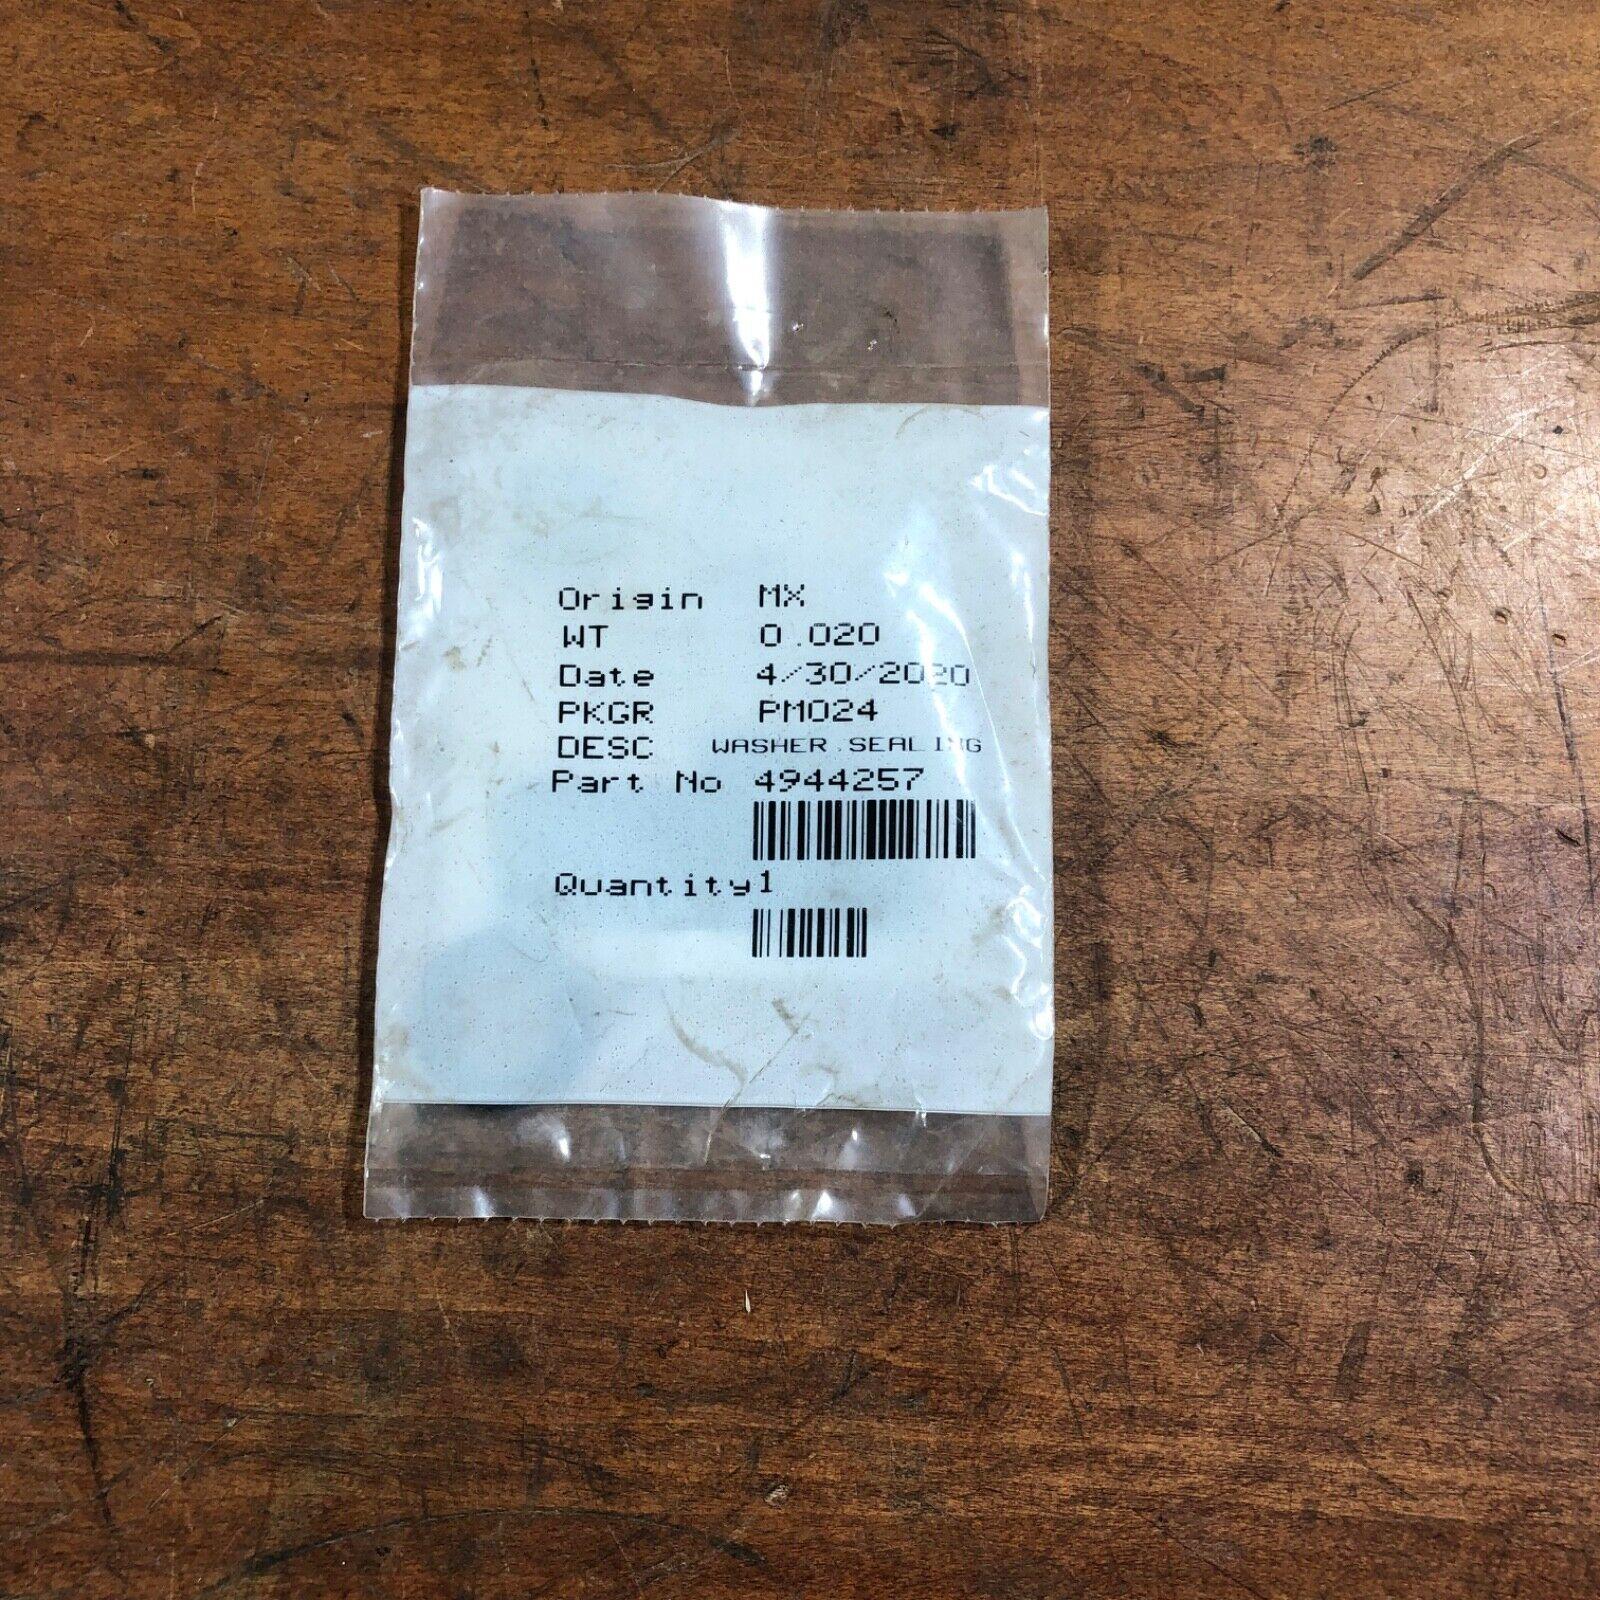 Origin MX
WT 0.020
Date 4/30/2020
PKGR PM024
DESC WASHER,SEALING
Part No 4944257
Quantity1